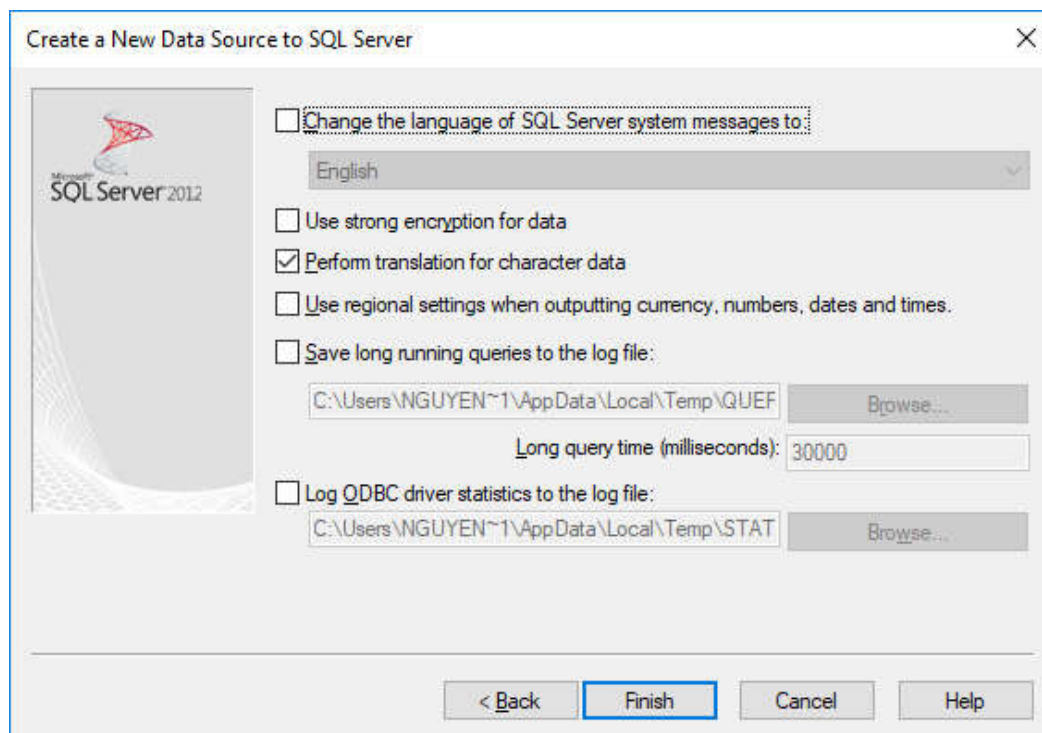 Create a New Data Source to SQL Server
Microsoft
SQL Server 2012
Change the language of SQL Server system messages to:
English
Use strong encryption for data
Perform translation for character data
Use regional settings when outputting currency, numbers, dates and times.
Save long running queries to the log file:
C:\Users\NGUYEN~1\AppData\Local\Temp\QUER
Browse...
Long query time (milliseconds): 30000
Log ODBC driver statistics to the log file:
C:\Users\NGUYEN~1\AppData\Local\Temp\STAT
Browse...
< Back Finish Cancel Help